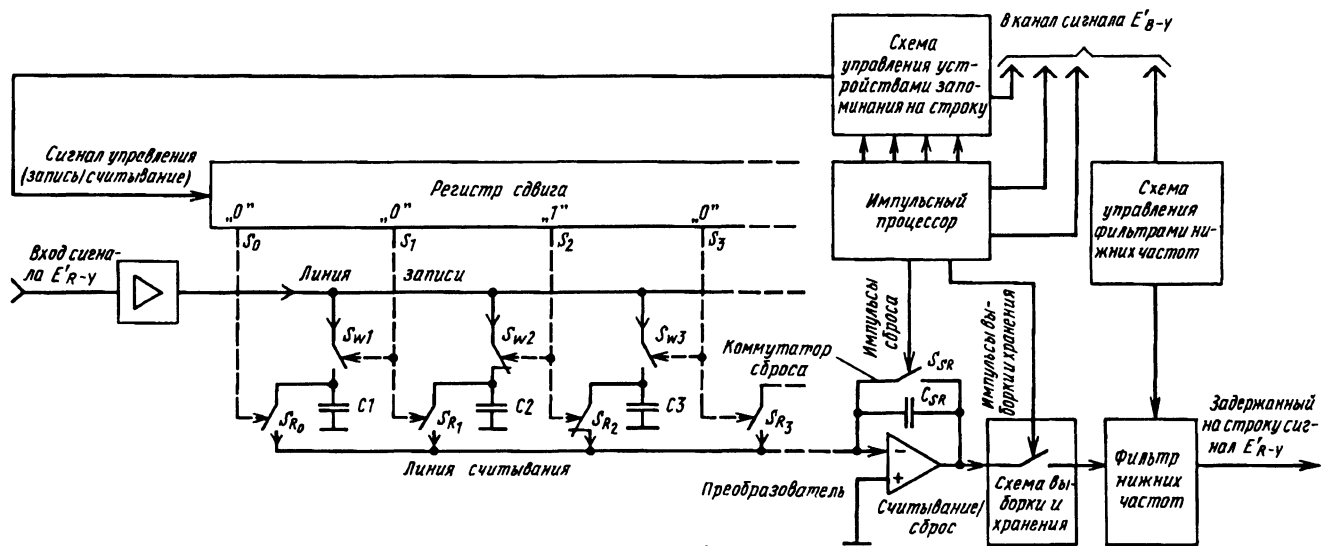 В канал сигнала E'B-Y
Схема
управления уст-
ройствами запо-
минания на строку
Сигнал управления
(запись/считывание)
Регистр сдвига
„0" „0" „1" „0"
S0 S1 S2 S3
Импульсный
процессор
Схема
управления
фильтрами ни-
жних частот
Вход сигна-
ла E'R-Y
Линия записи
Sw1 Sw2 Sw3
Импульсы
сброса
Импульсы вы-
борки и хранения
Коммутатор
сброса
SSR
CSR
C1 C2 C3
SR0 SR1 SR2 SR3
Линия считывания
Преобразователь
−
+
Считывание/
сброс
Схема вы-
борки и
хранения
Фильтр
нижних
частот
Задержанный
на строку сиг-
нал E'R-Y